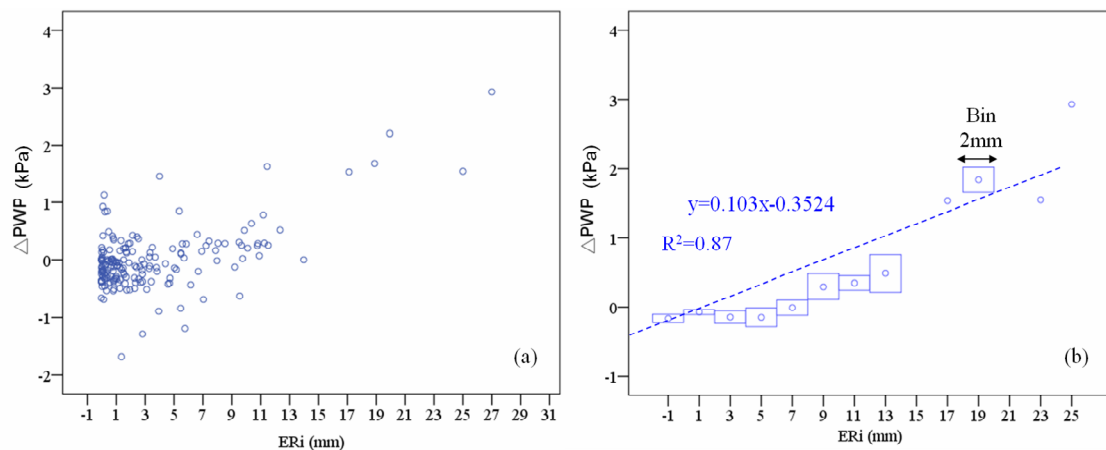 4
3
2
1
0
-1
-2
△PWP (kPa)
(a)
-1 1 3 5 7 9 11 13 15 17 19 21 23 25 27 29 31
ERi (mm)
4
3
2
1
0
-1
△PWP (kPa)
Bin
2mm
y=0.103x-0.3524
R²=0.87
(b)
-1 1 3 5 7 9 11 13 17 19 23 25
ERi (mm)